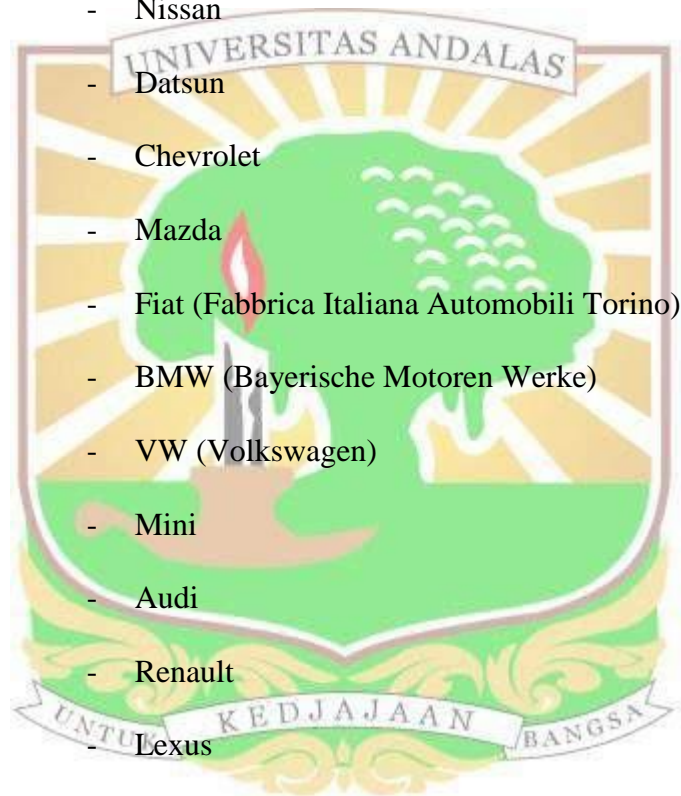 - Nissan
UNIVERSITAS ANDALAS
- Datsun
- Chevrolet
- Mazda
- Fiat (Fabbrica Italiana Automobili Torino)
- BMW (Bayerische Motoren Werke)
- VW (Volkswagen)
- Mini
- Audi
- Renault
UNTUK KEDJAJAAN BANGSA
- Lexus